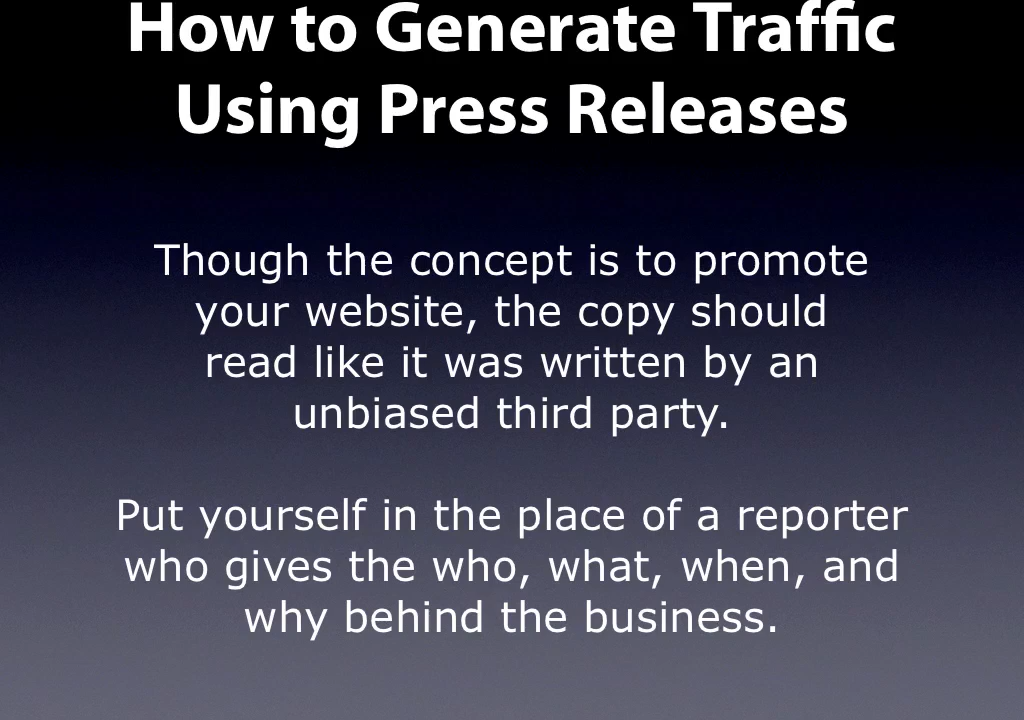 How to Generate Traffic
Using Press Releases
Though the concept is to promote
your website, the copy should
read like it was written by an
unbiased third party.
Put yourself in the place of a reporter
who gives the who, what, when, and
why behind the business.